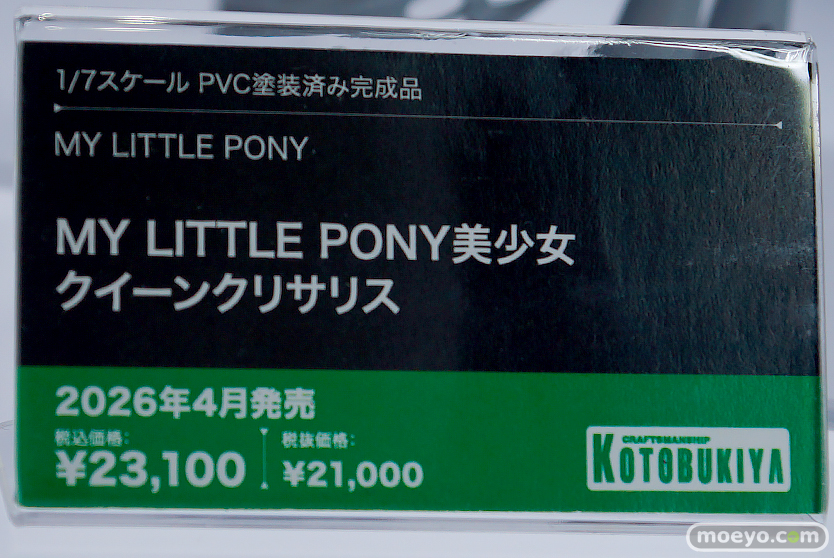 1/7スケール PVC塗装済み完成品
MY LITTLE PONY
MY LITTLE PONY美少女
クイーンクリサリス
2026年4月発売
税込価格:
¥23,100
税抜価格:
¥21,000
CRAFTSMANSHIP
KOTOBUKIYA
moeyo.com